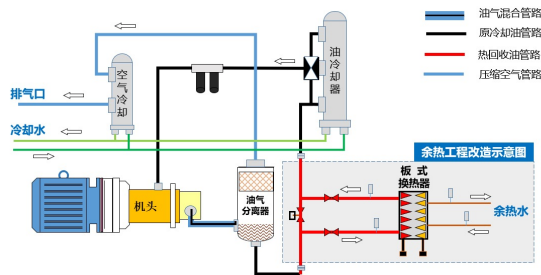 油气混合管路
原冷却油管路
热回收油管路
压缩空气管路
空气冷却
油冷却器
排气口
冷却水
余热工程改造示意图
板 式
换热器
油气
分离器
机头
余热水